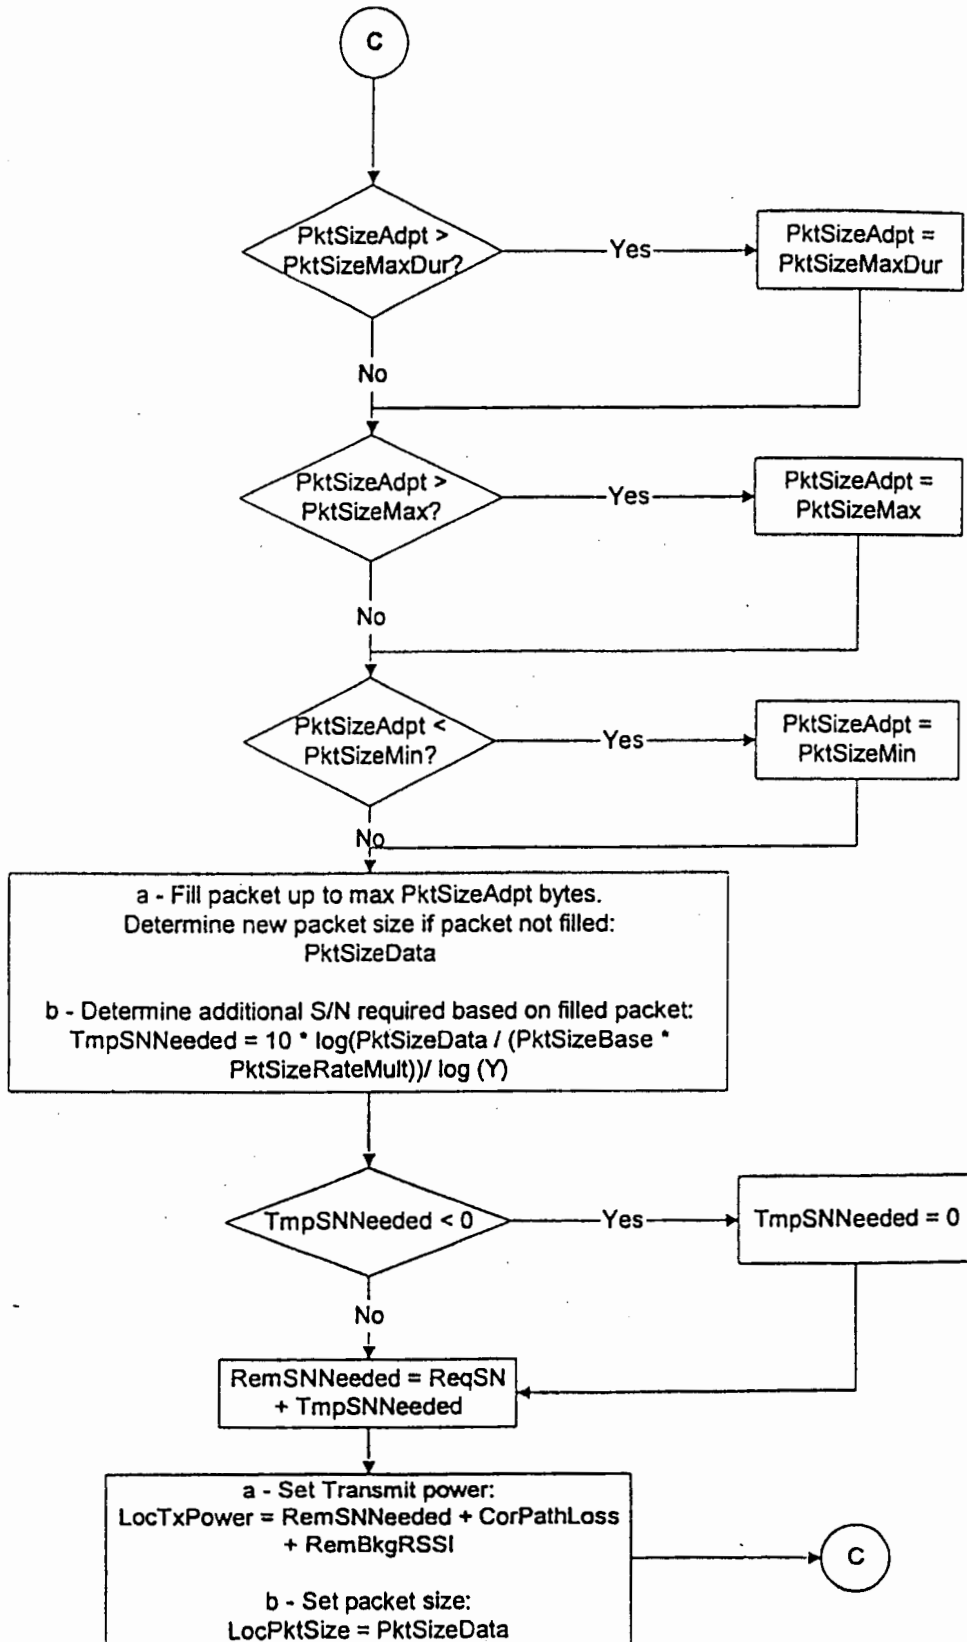 C
PktSizeAdpt >
PktSizeMaxDur?
Yes
PktSizeAdpt =
PktSizeMaxDur
No
PktSizeAdpt >
PktSizeMax?
Yes
PktSizeAdpt =
PktSizeMax
No
PktSizeAdpt <
PktSizeMin?
Yes
PktSizeAdpt =
PktSizeMin
No
a - Fill packet up to max PktSizeAdpt bytes.
Determine new packet size if packet not filled:
PktSizeData
b - Determine additional S/N required based on filled packet:
TmpSNNeeded = 10 * log(PktSizeData / (PktSizeBase *
PktSizeRateMult))/ log (Y)
TmpSNNeeded < 0
Yes
TmpSNNeeded = 0
No
RemSNNeeded = ReqSN
+ TmpSNNeeded
a - Set Transmit power:
LocTxPower = RemSNNeeded + CorPathLoss
+ RemBkgRSSI
C
b - Set packet size:
LocPktSize = PktSizeData